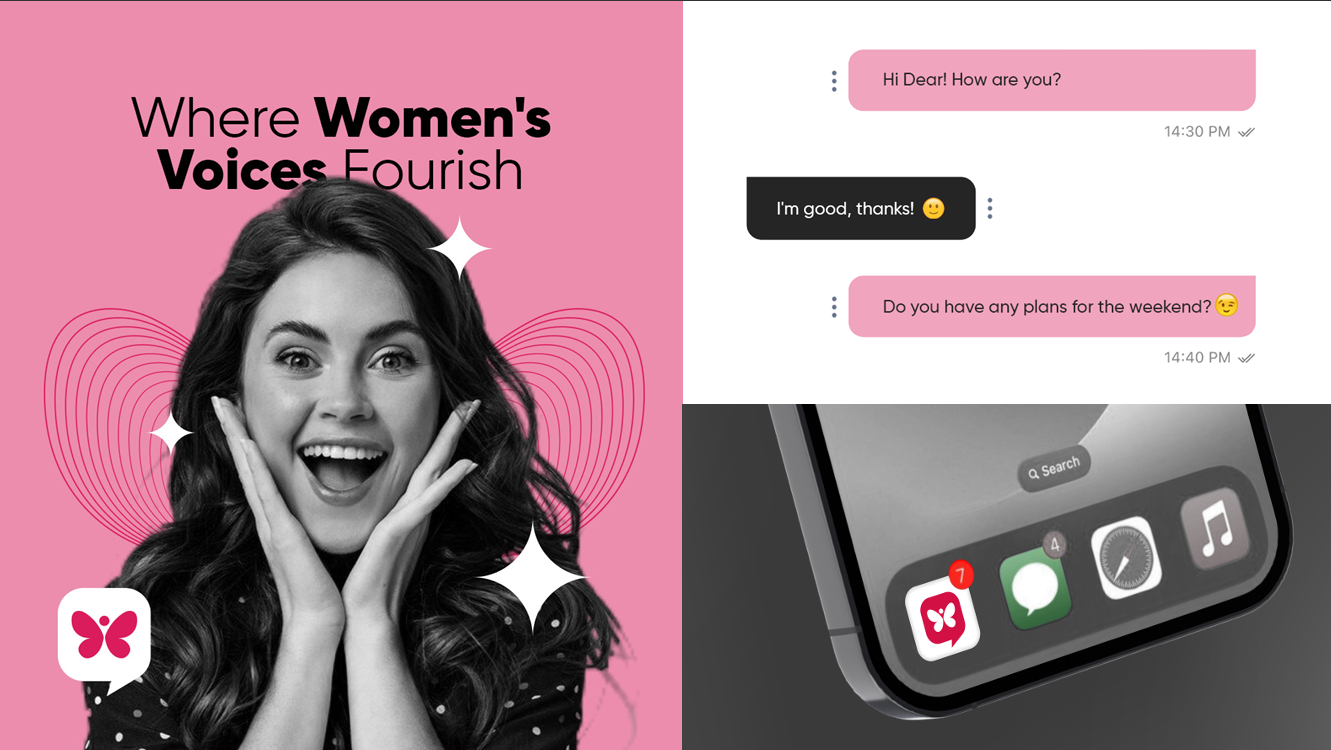 Where Women's
Voices Fourish
Hi Dear! How are you?
14:30 PM
I'm good, thanks! 🙂
Do you have any plans for the weekend? 😉
14:40 PM
Search
4
7